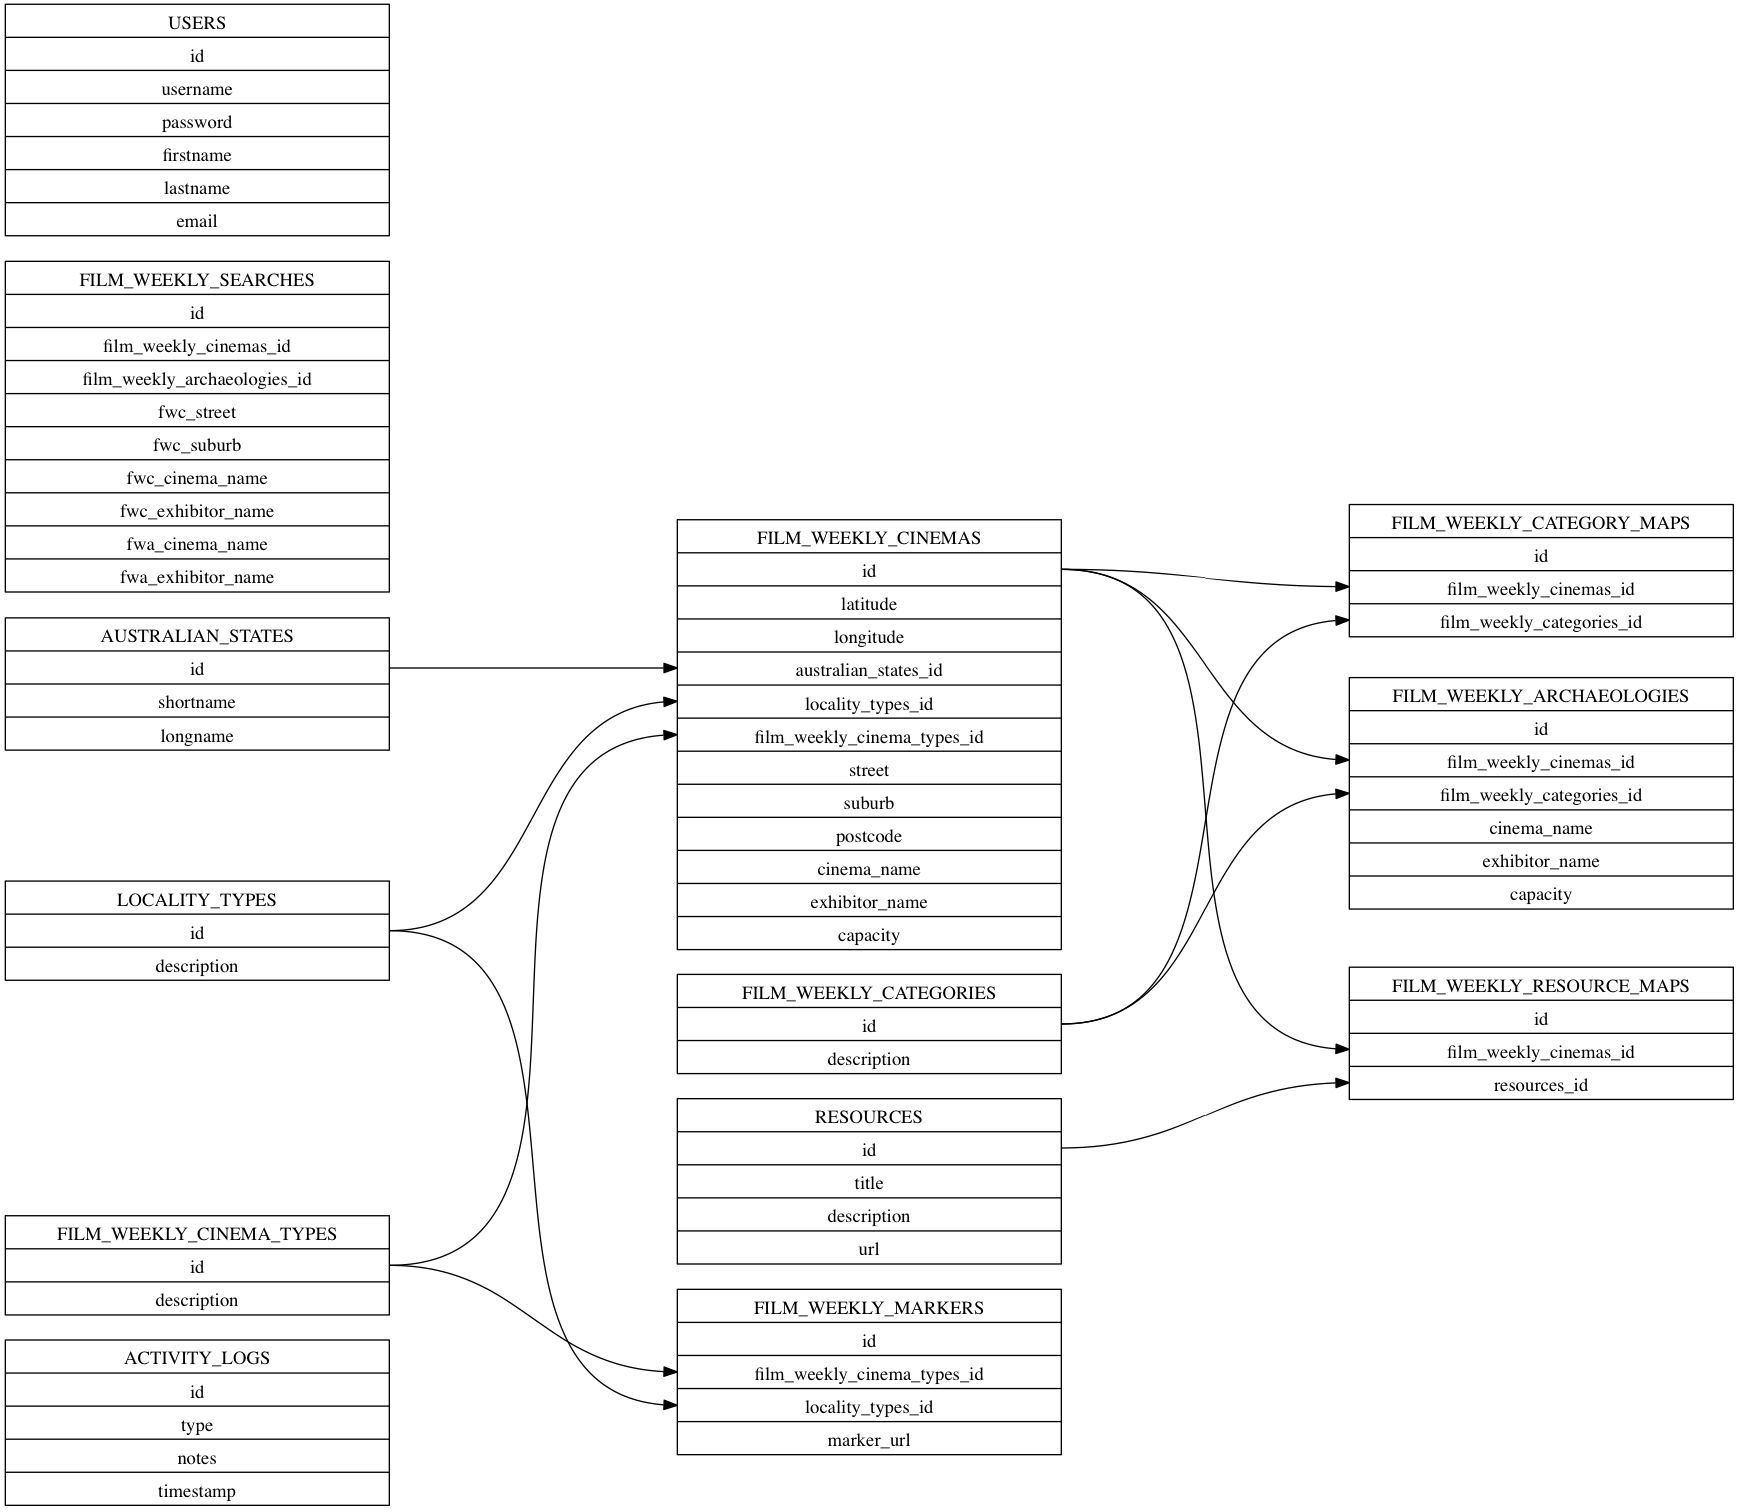 USERS
id
username
password
firstname
lastname
email
FILM_WEEKLY_SEARCHES
id
film_weekly_cinemas_id
film_weekly_archaeologies_id
fwc_street
fwc_suburb
fwc_cinema_name
fwc_exhibitor_name
fwa_cinema_name
fwa_exhibitor_name
AUSTRALIAN_STATES
id
shortname
longname
LOCALITY_TYPES
id
description
FILM_WEEKLY_CINEMA_TYPES
id
description
ACTIVITY_LOGS
id
type
notes
timestamp
FILM_WEEKLY_CINEMAS
id
latitude
longitude
australian_states_id
locality_types_id
film_weekly_cinema_types_id
street
suburb
postcode
cinema_name
exhibitor_name
capacity
FILM_WEEKLY_CATEGORIES
id
description
RESOURCES
id
title
description
url
FILM_WEEKLY_MARKERS
id
film_weekly_cinema_types_id
locality_types_id
marker_url
FILM_WEEKLY_CATEGORY_MAPS
id
film_weekly_cinemas_id
film_weekly_categories_id
FILM_WEEKLY_ARCHAEOLOGIES
id
film_weekly_cinemas_id
film_weekly_categories_id
cinema_name
exhibitor_name
capacity
FILM_WEEKLY_RESOURCE_MAPS
id
film_weekly_cinemas_id
resources_id